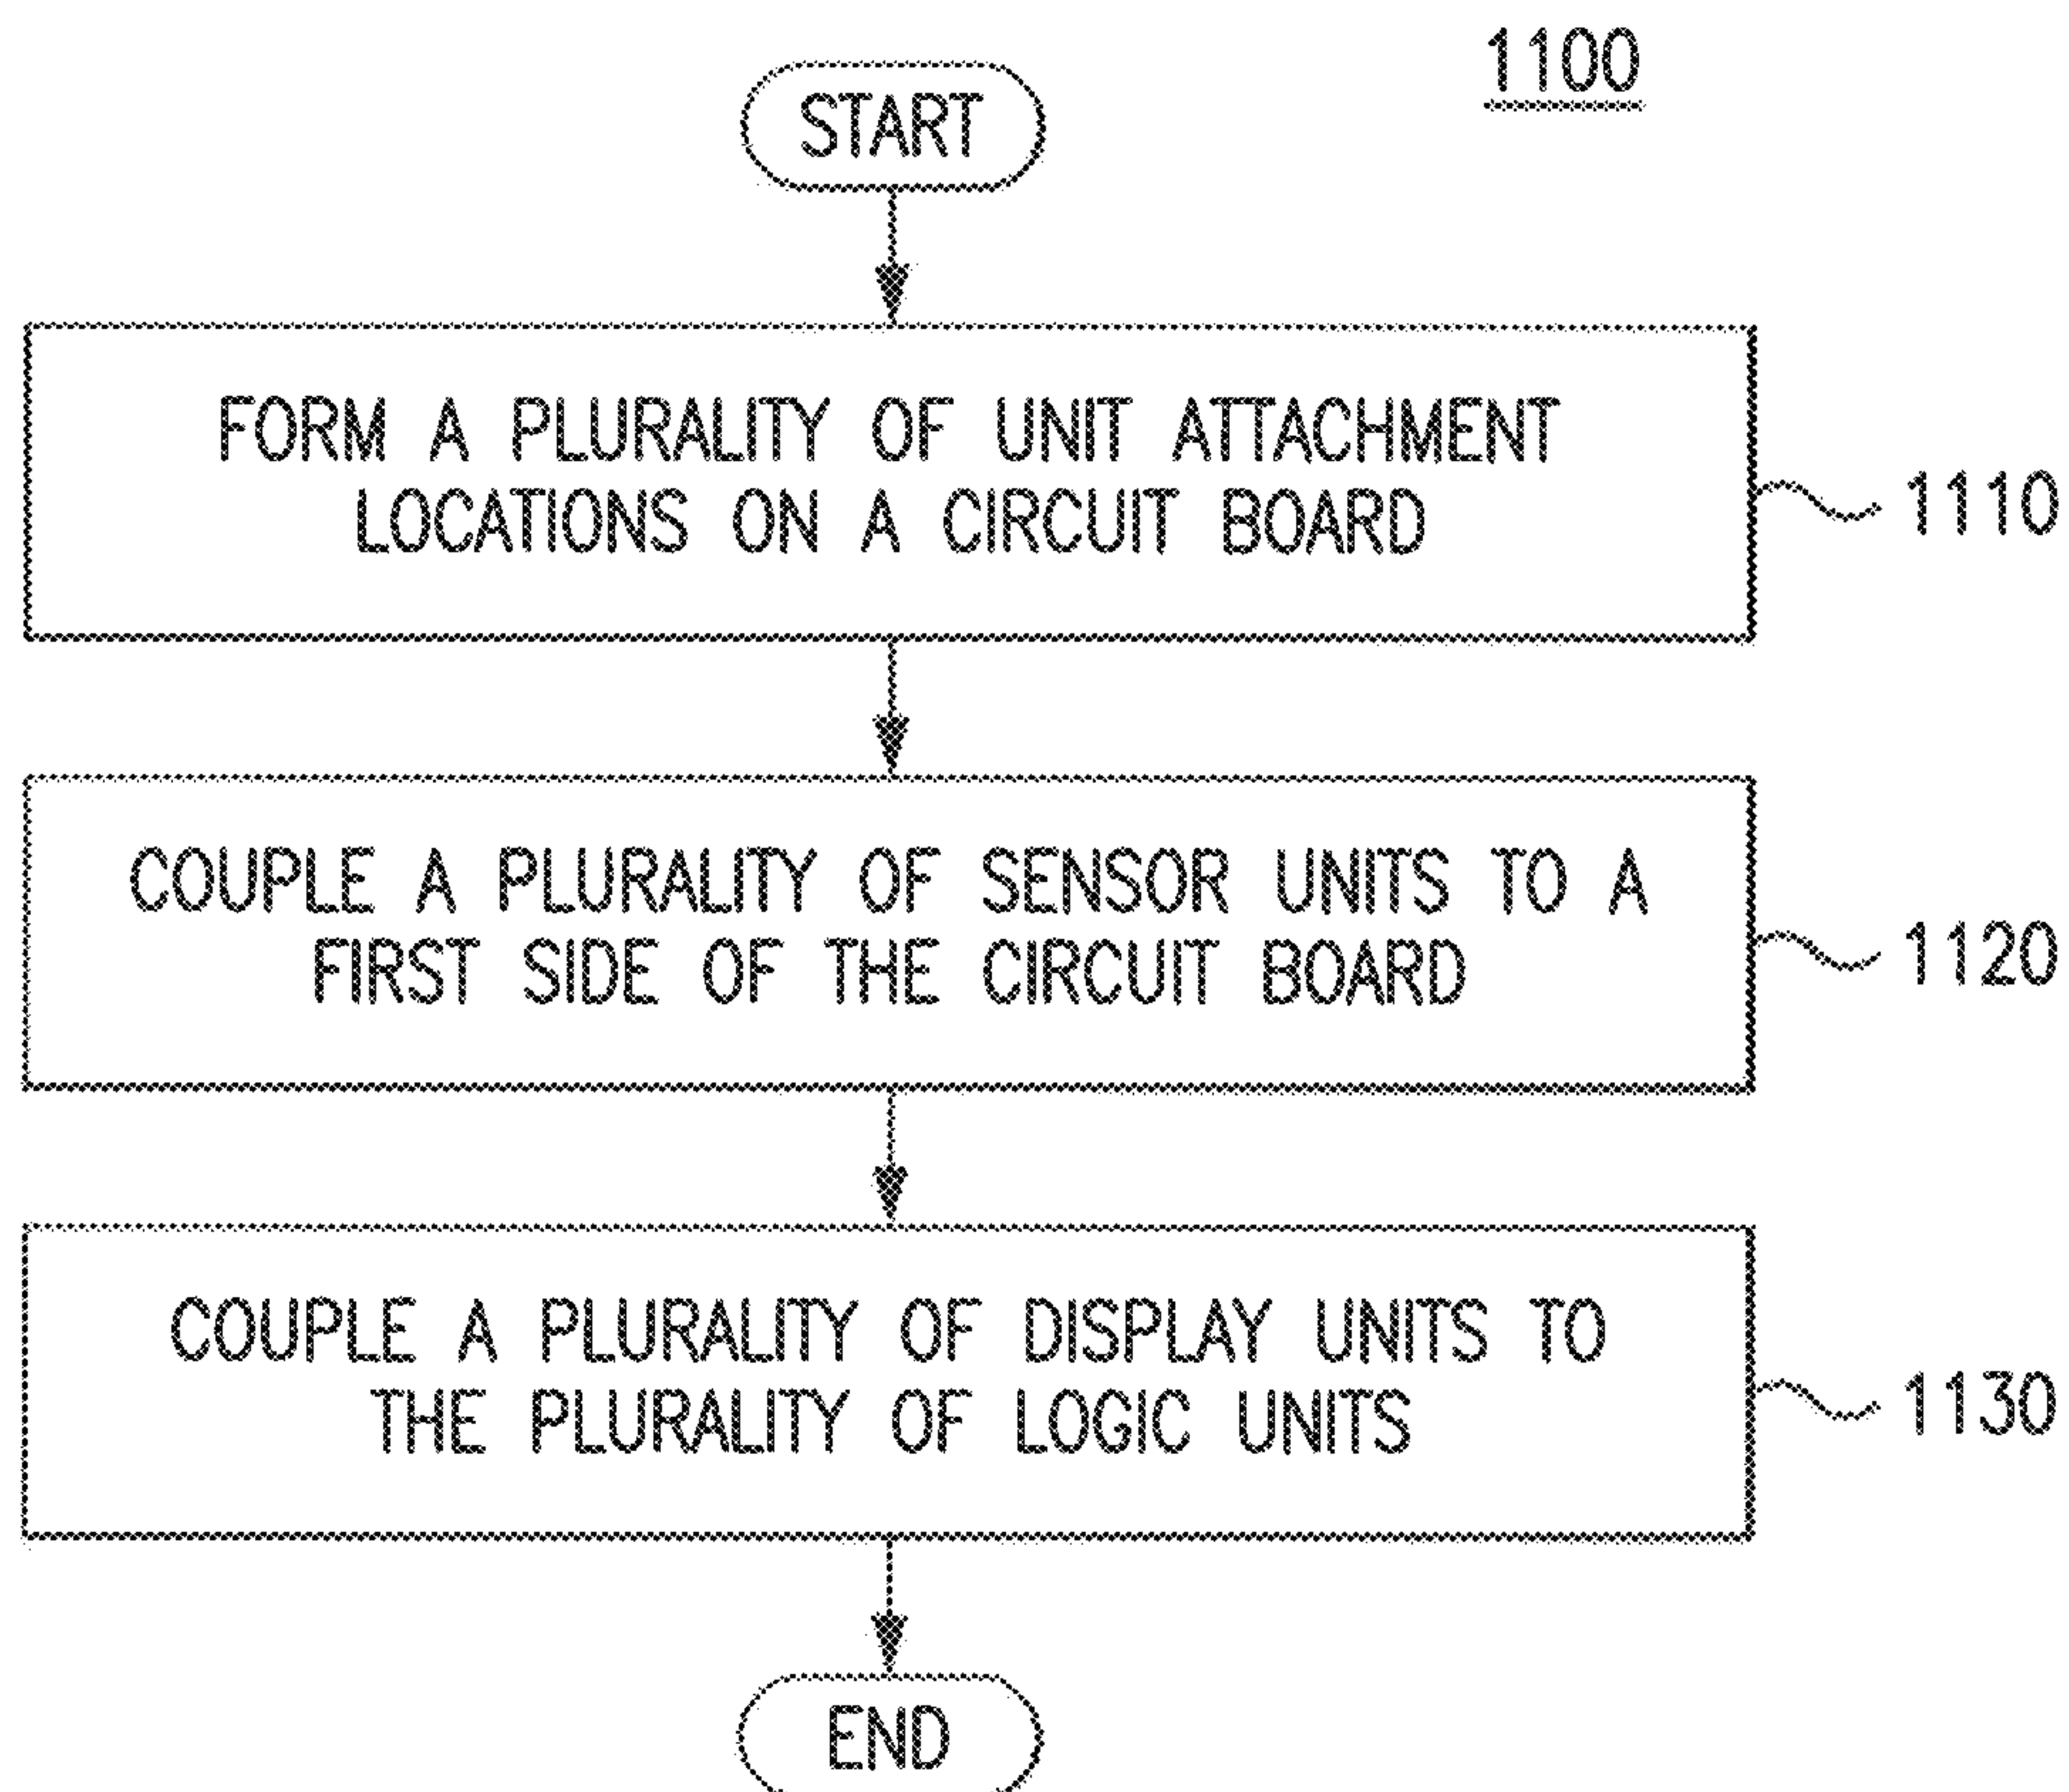 1100
START
FORM A PLURALITY OF UNIT ATTACHMENT
LOCATIONS ON A CIRCUIT BOARD
1110
COUPLE A PLURALITY OF SENSOR UNITS TO A
FIRST SIDE OF THE CIRCUIT BOARD
1120
COUPLE A PLURALITY OF DISPLAY UNITS TO
THE PLURALITY OF LOGIC UNITS
1130
END